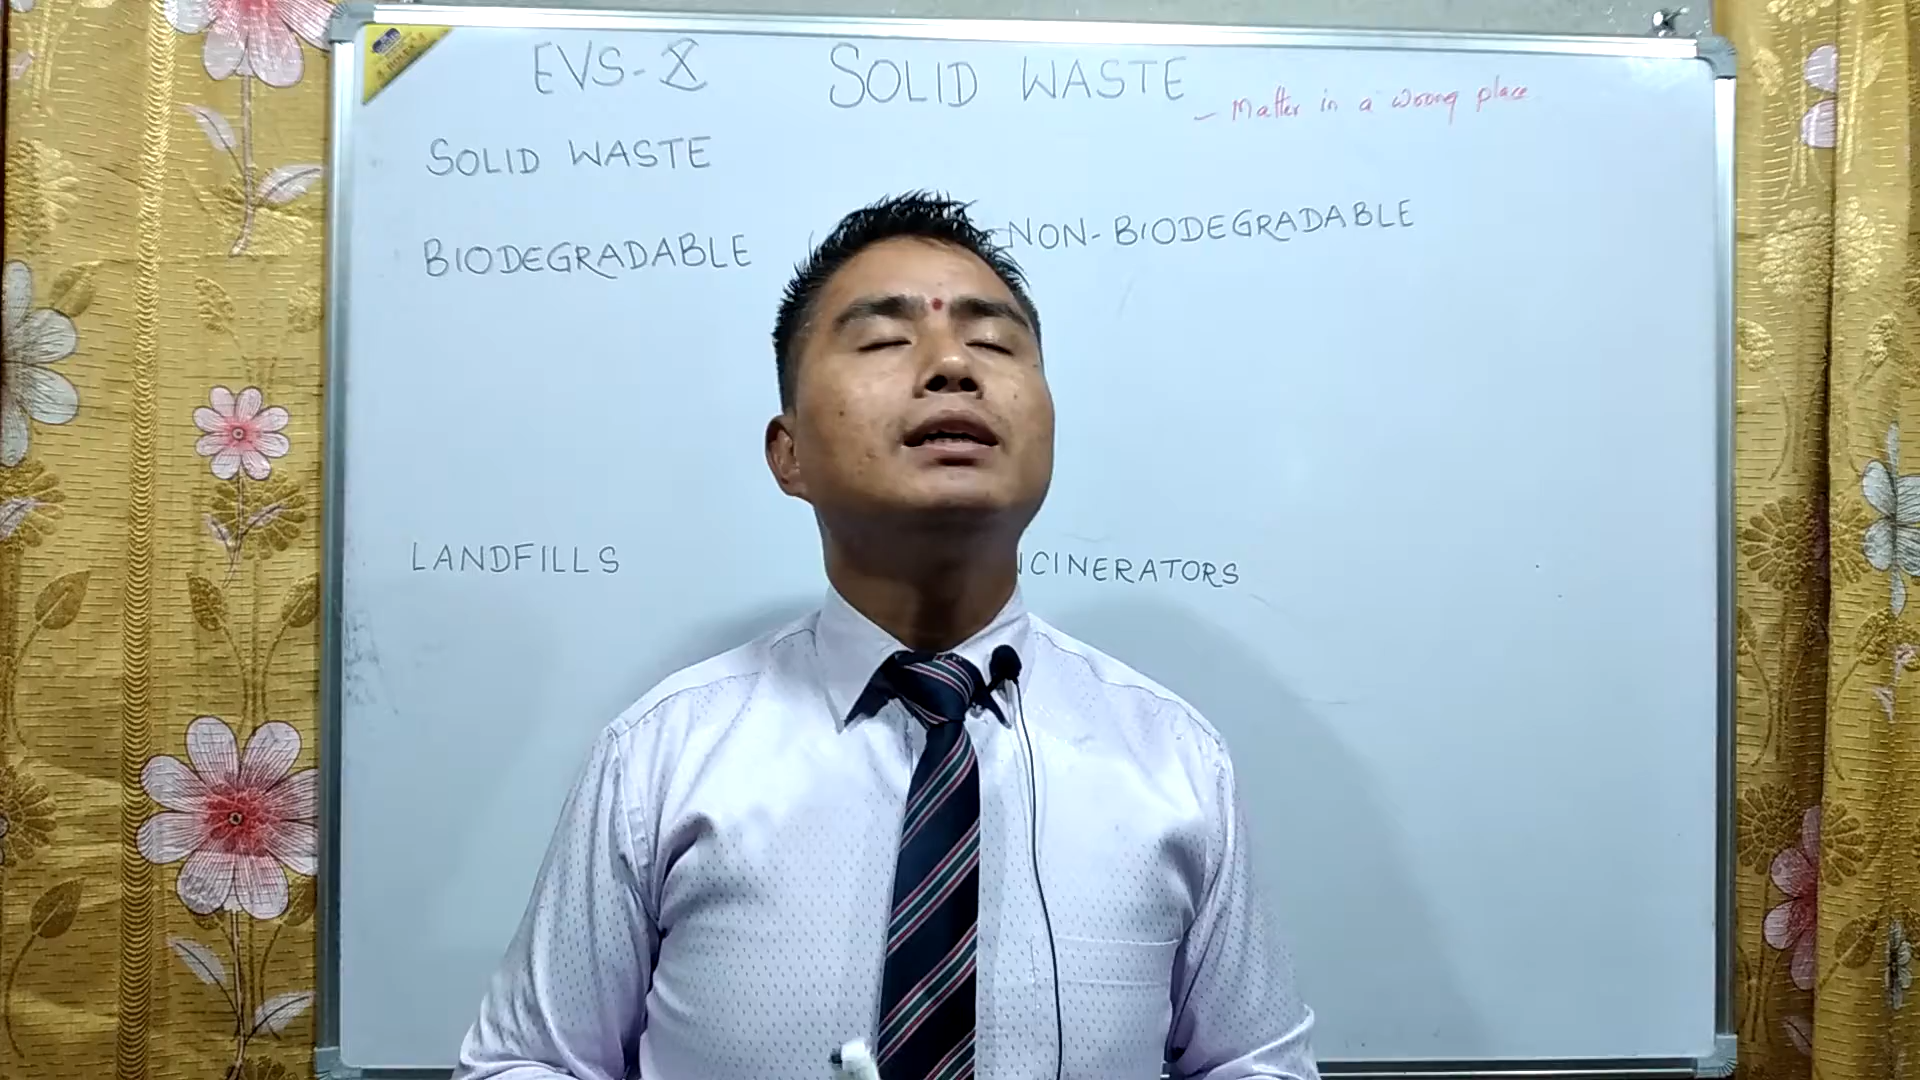 EVS-X SOLID WASTE
- Matter in a wrong place
SOLID WASTE
BIODEGRADABLE NON-BIODEGRADABLE
LANDFILLS NCINERATORS